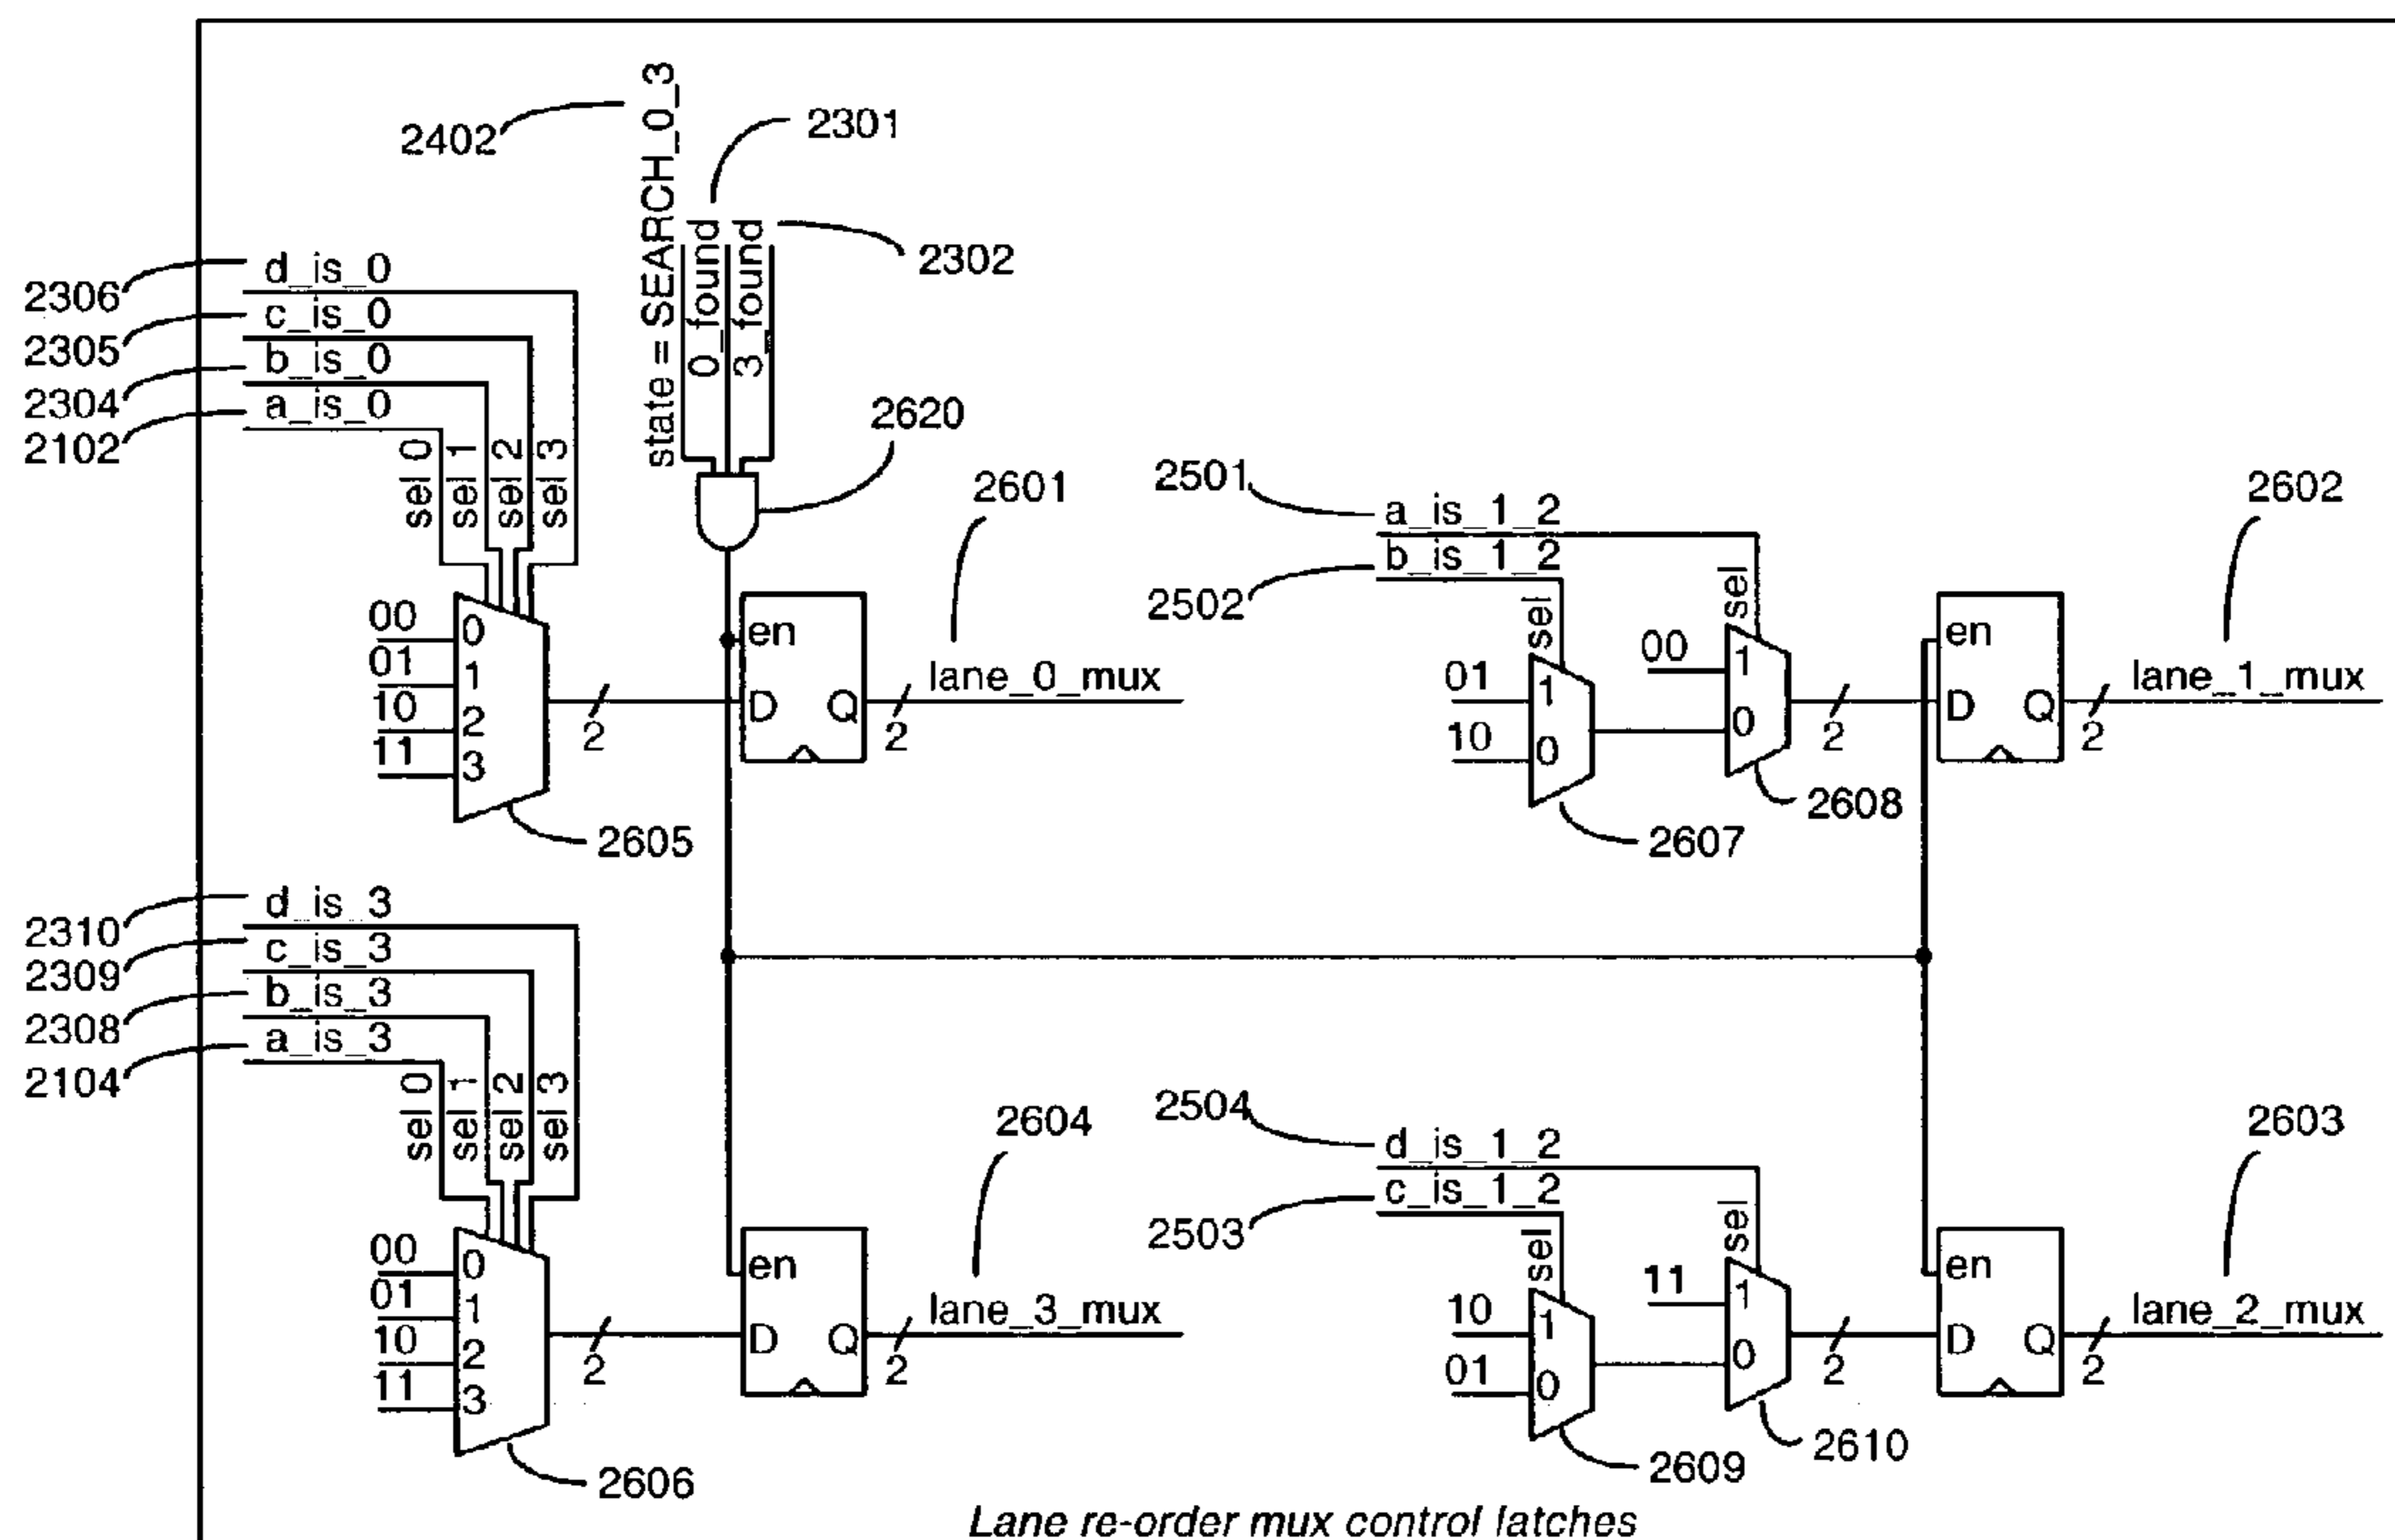 2402
state = SEARCH_0_3
0_found
3_found
2301
2302
2306
d_is_0
2305
c_is_0
2304
b_is_0
2102
a_is_0
sel 0
sel 1
sel 2
sel 3
2620
00
01
10
11
0
1
2
3
2605
2
en
D
Q
2
2601
lane_0_mux
2501
a_is_1_2
2502
b_is_1_2
sel
01
10
1
0
2607
sel
00
1
0
2608
2
en
D
Q
2
2602
lane_1_mux
2310
d_is_3
2309
c_is_3
2308
b_is_3
2104
a_is_3
sel 0
sel 1
sel 2
sel 3
00
01
10
11
0
1
2
3
2606
2
en
D
Q
2
2604
lane_3_mux
2504
d_is_1_2
2503
c_is_1_2
sel
10
01
1
0
2609
sel
11
1
0
2610
2
en
D
Q
2
2603
lane_2_mux
Lane re-order mux control latches